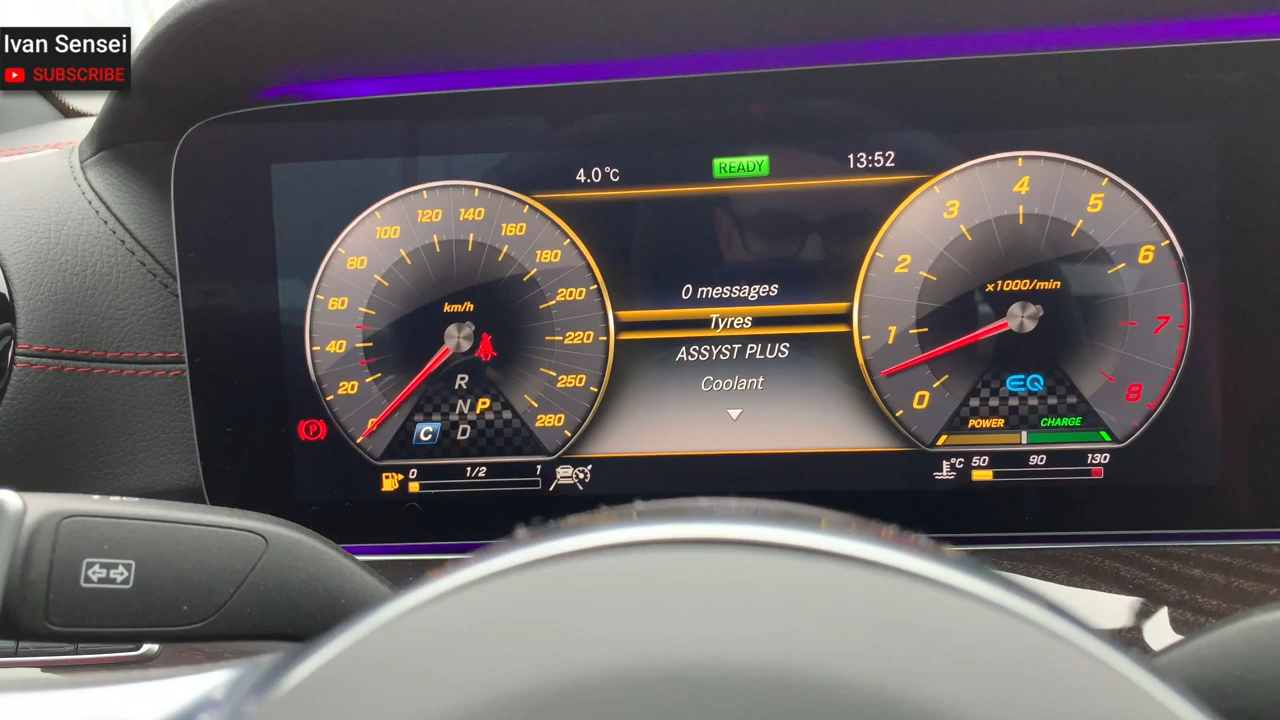 Ivan Sensei
SUBSCRIBE
4.0°C
READY
13:52
0 messages
Tyres
ASSYST PLUS
Coolant
0
20
40
60
80
100
120
140
160
180
200
220
250
280
km/h
R
N P
C D
P
0 1/2 1
0
1
2
3
4
5
6
7
8
x1000/min
EQ
POWER CHARGE
°C 50 90 130